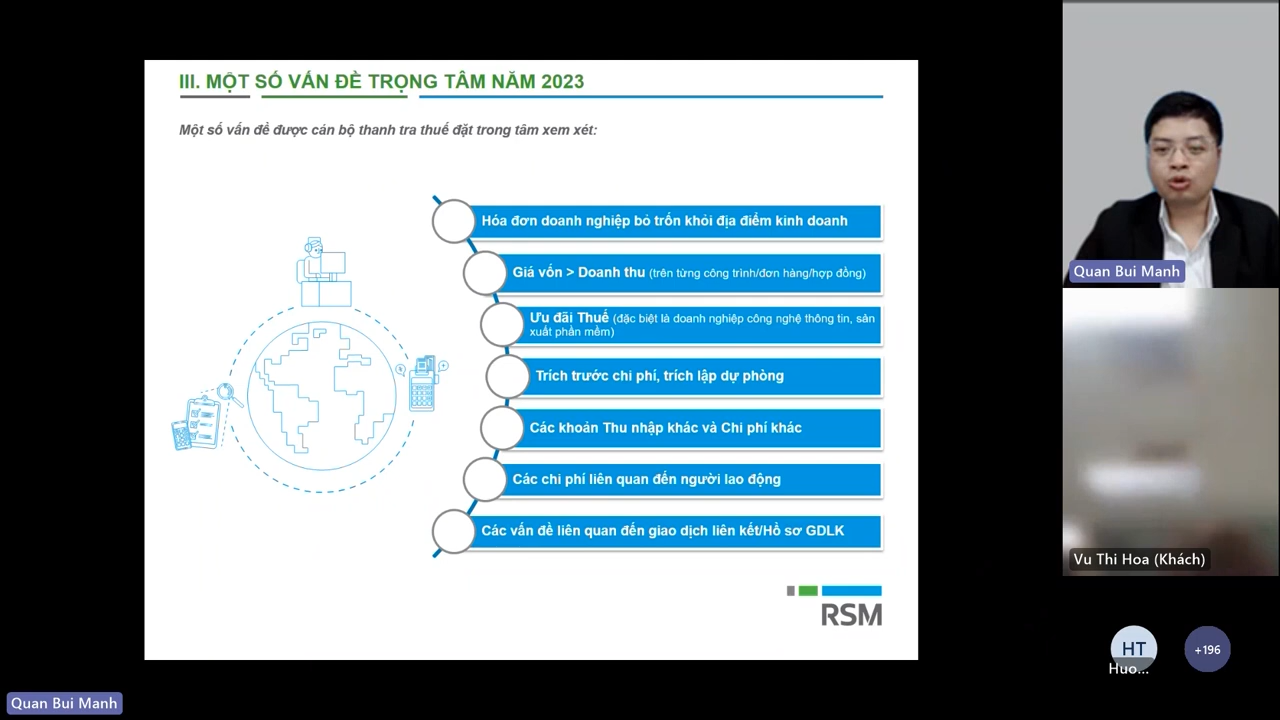 III. MỘT SỐ VẤN ĐỀ TRỌNG TÂM NĂM 2023
Một số vấn đề được cán bộ thanh tra thuế đặt trong tâm xem xét:
Hóa đơn doanh nghiệp bỏ trốn khỏi địa điểm kinh doanh
Giá vốn > Doanh thu (trên từng công trình/đơn hàng/hợp đồng)
Ưu đãi Thuế (đặc biệt là doanh nghiệp công nghệ thông tin, sản
xuất phần mềm)
Trích trước chi phí, trích lập dự phòng
Các khoản Thu nhập khác và Chi phí khác
Các chi phí liên quan đến người lao động
Các vấn đề liên quan đến giao dịch liên kết/Hồ sơ GDLK
RSM
Quan Bui Manh
Vu Thi Hoa (Khách)
HT
Huo...
+196
Quan Bui Manh